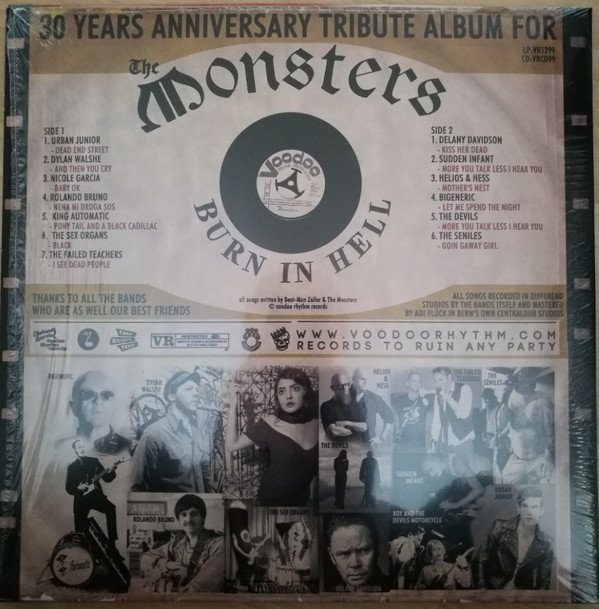 30 YEARS ANNIVERSARY TRIBUTE ALBUM FOR
LP:VR1299
CD:VRCD99
The
Monsters
SIDE 1
1. URBAN JUNIOR
- DEAD END STREET
2. DYLAN WALSHE
- AND THEN YOU CRY
3. NICOLE GARCIA
- BABY OK
4. ROLANDO BRUNO
- NENA MI DROGA SOS
5. KING AUTOMATIC
- PONY TAIL AND A BLACK CADILLAC
6. THE SEX ORGANS
- BLACK
7. THE FAILED TEACHERS
- I SEE DEAD PEOPLE
SIDE 2
1. DELANY DAVIDSON
- KISS HER DEAD
2. SUDDEN INFANT
- MORE YOU TALK LESS I HEAR YOU
3. HELIOS & HESS
- MOTHER'S NEST
4. BIGENERIC
- LET ME SPEND THE NIGHT
5. THE DEVILS
- MORE YOU TALK LESS I HEAR YOU
6. THE SENILES
- GOIN GAWAY GIRL
Voodoo
BURN IN HELL
all songs written by Beat-Man Zeller & The Monsters
© voodoo rhythm records
THANKS TO ALL THE BANDS
WHO ARE AS WELL OUR BEST FRIENDS
ALL SONGS RECORDED IN DIFFEREND
STUDIOS BY THE BANDS ITSELF AND MASTERED
BY ADI FLÜCK IN BERN'S OWN CENTRALOUB STUDIOS
VR
WWW.VOODOORHYTHM.COM
RECORDS TO RUIN ANY PARTY
BIGENERIC
DYLAN
WALSHE
HELIOS
&
HESS
THE FAILED
TEACHERS
THE
SENILES
THE DEVILS
SUDDEN
INFANT
URBAN
JUNIOR
ROLANDO BRUNO
THE SEX ORGANS
ROY AND THE
DEVILS MOTORCYCLE